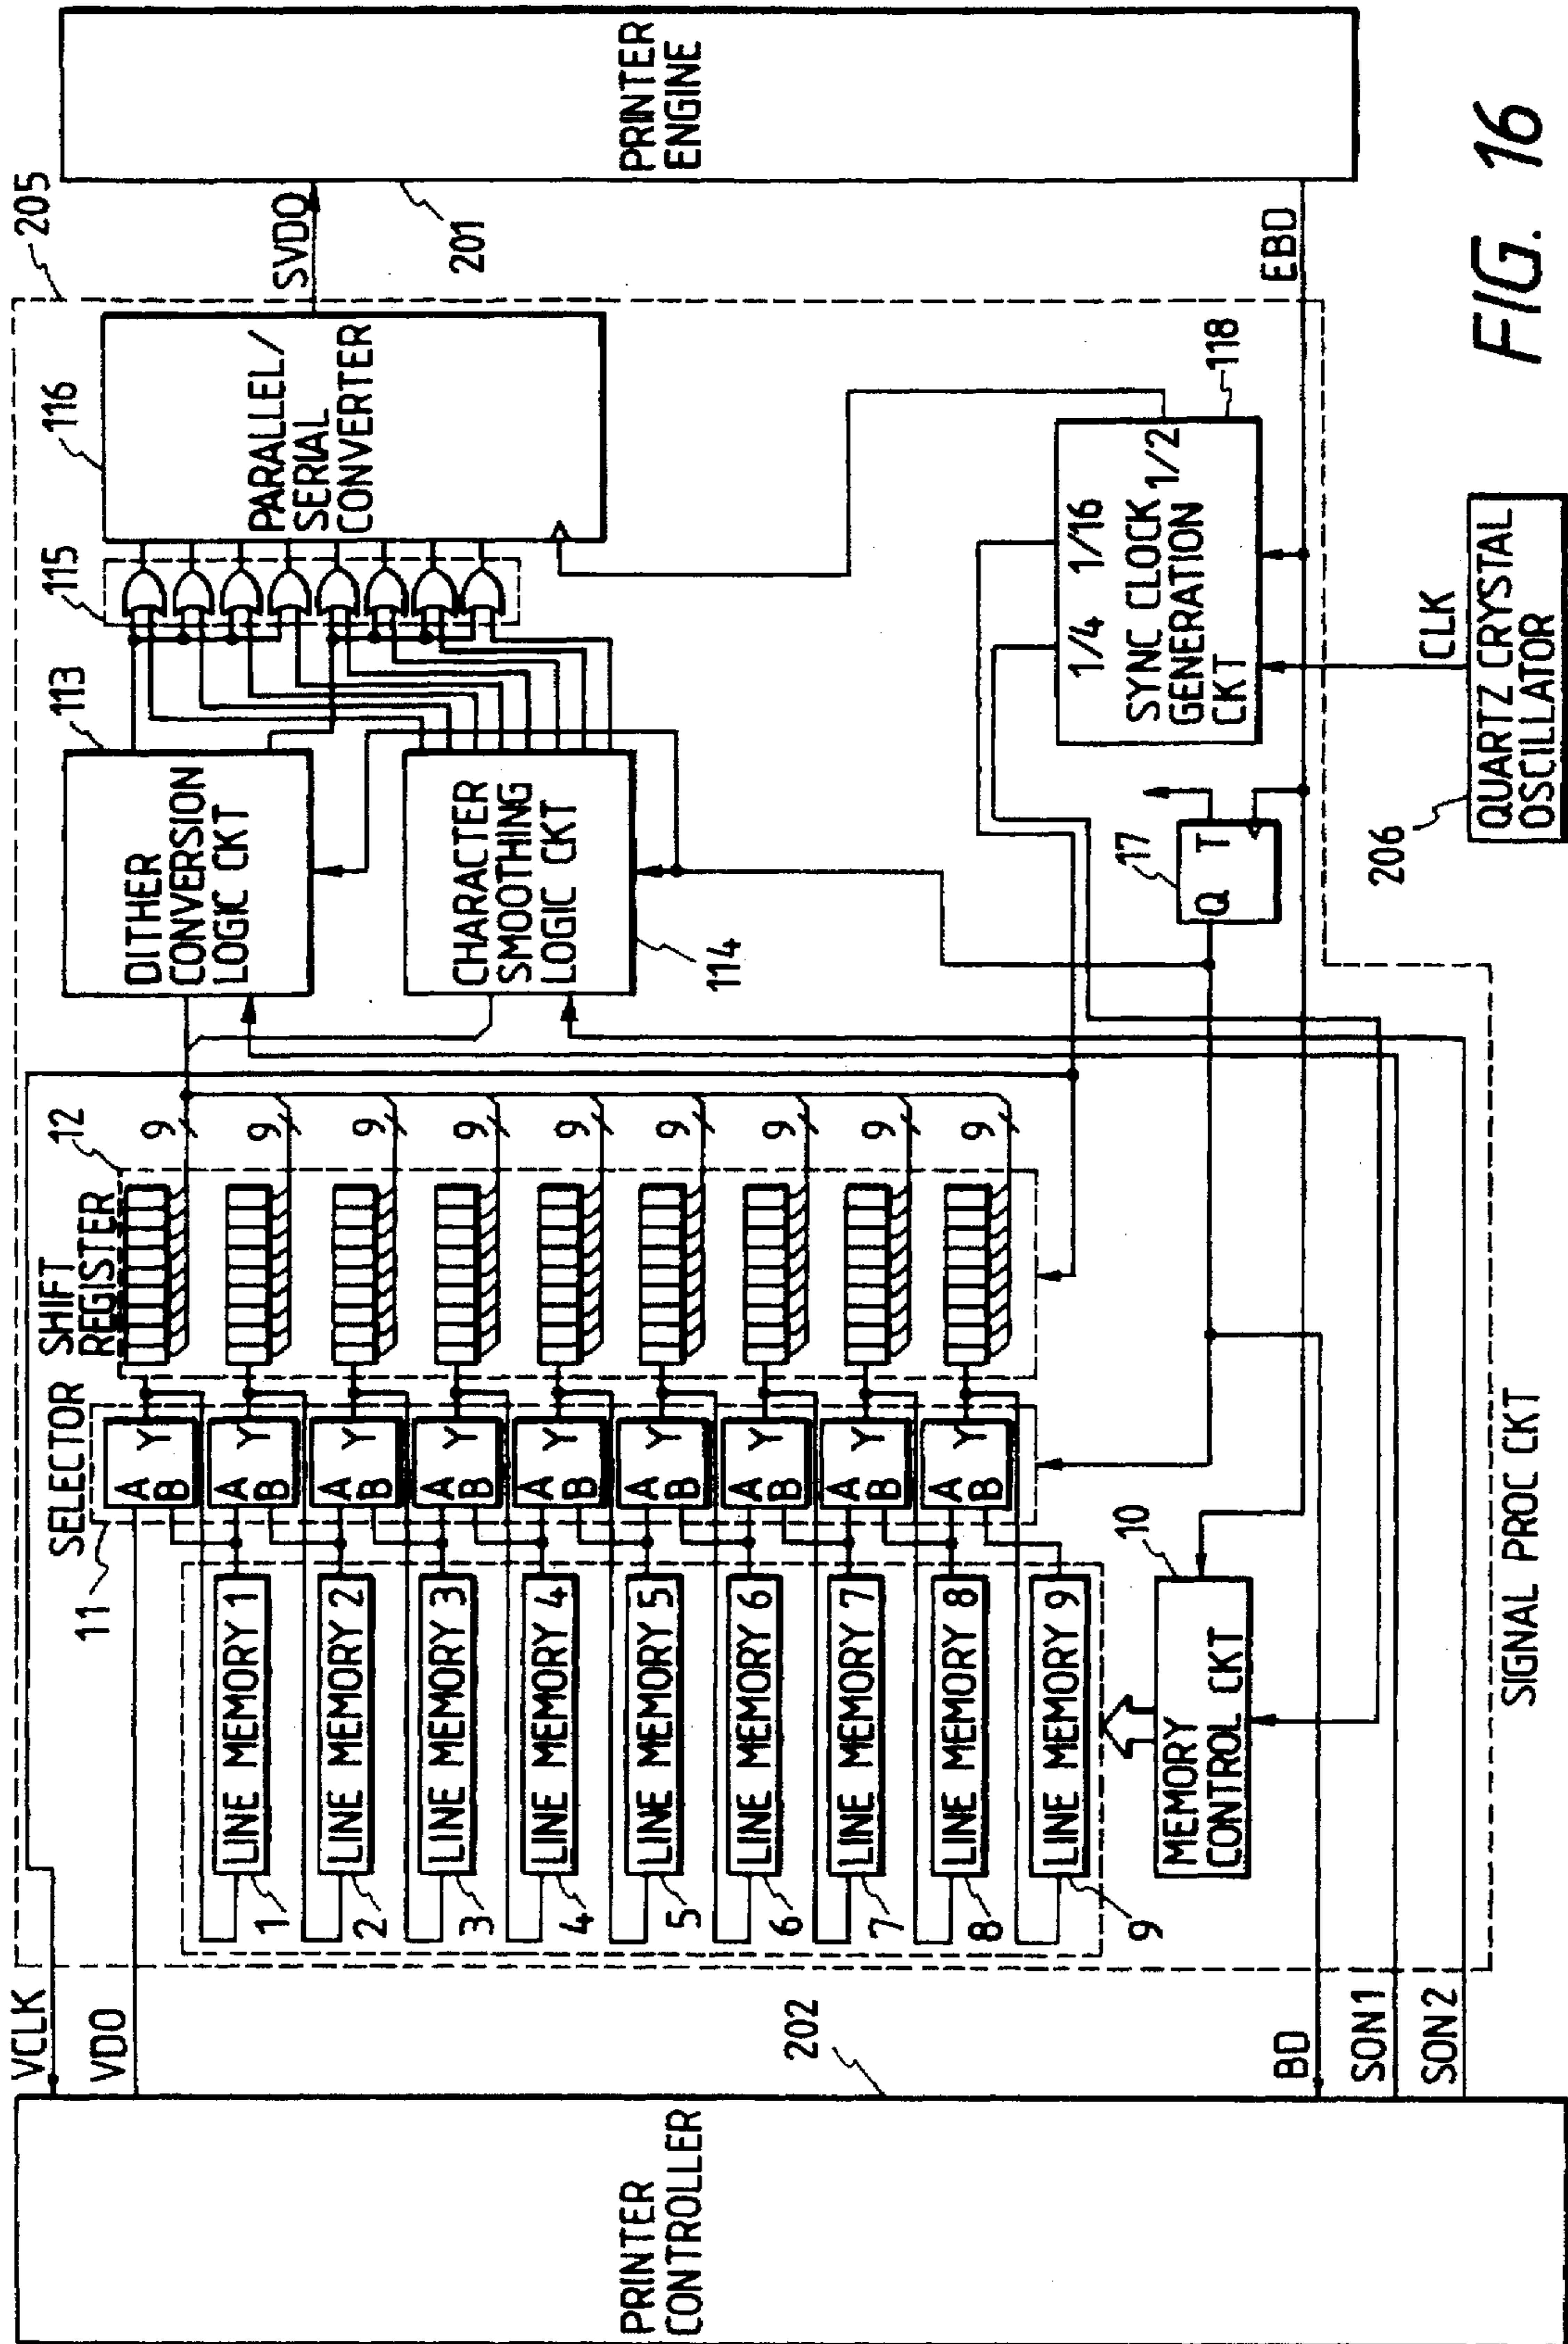 PRINTER
CONTROLLER
202
VCLK
VDO
BD
SON1
SON2
SIGNAL PROC CKT
LINE MEMORY 1
LINE MEMORY 2
LINE MEMORY 3
LINE MEMORY 4
LINE MEMORY 5
LINE MEMORY 6
LINE MEMORY 7
LINE MEMORY 8
LINE MEMORY 9
1
2
3
4
5
6
7
8
9
MEMORY
CONTROL CKT
10
11
SELECTOR
A Y
B
A Y
B
A Y
B
A Y
B
A Y
B
A Y
B
A Y
B
A Y
B
A Y
B
SHIFT
REGISTER
12
9
9
9
9
9
9
9
9
9
DITHER
CONVERSION
LOGIC CKT
113
CHARACTER
SMOOTHING
LOGIC CKT
114
115
116
PARALLEL/
SERIAL
CONVERTER
17
Q T
1/4 1/16
SYNC CLOCK
GENERATION
CKT
1/2
118
CLK
QUARTZ CRYSTAL
OSCILLATOR
206
205
SVDO
EBD
201
PRINTER
ENGINE
FIG. 16